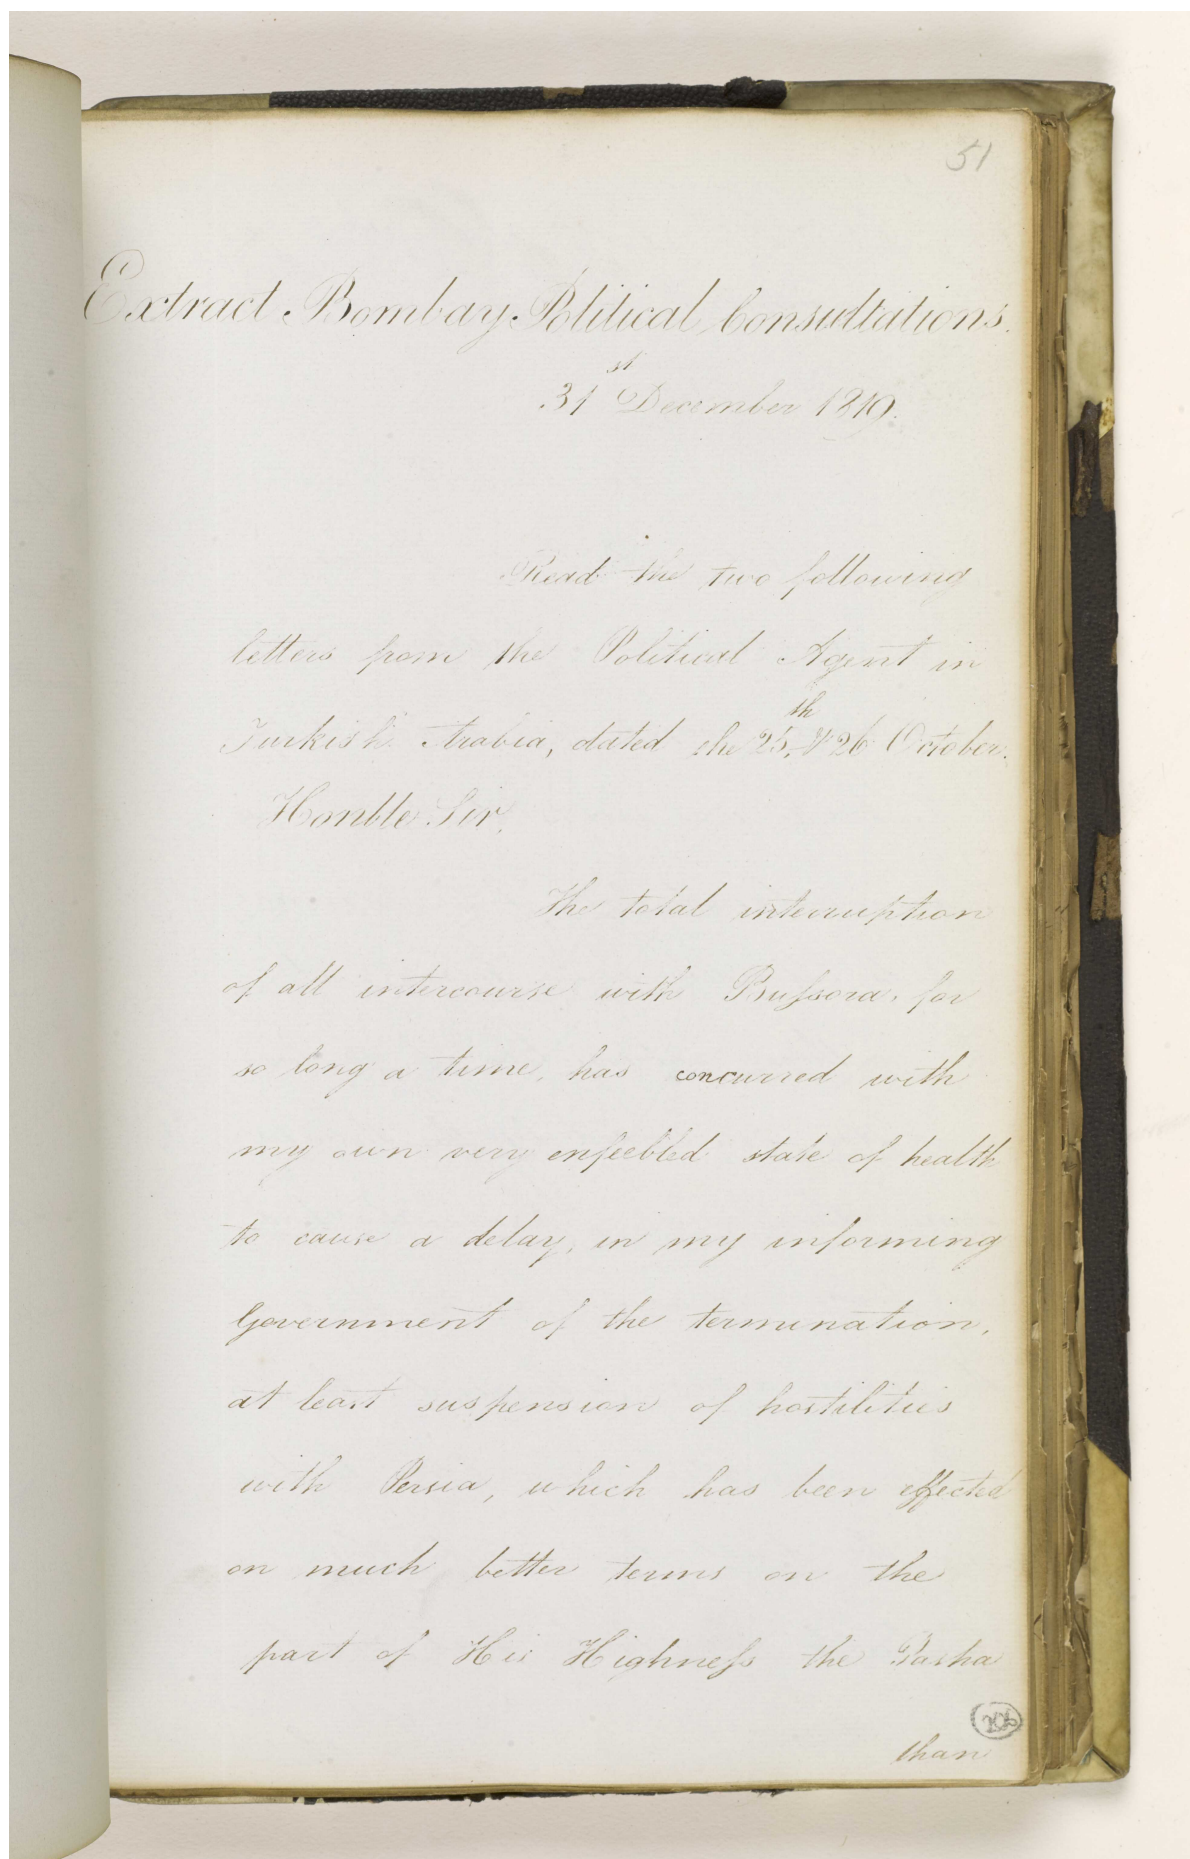 51
Extract Bombay Political Consultations.
31st December 1819.
Read the two following
letters from the Political Agent in
Turkish Arabia, dated the 25th & 26 October.
Honble Sir,
The total interruption
of all intercourse with Bussora, for
so long a time, has concurred with
my own very enfeebled state of health
to cause a delay, in my informing
Government of the termination,
at least suspension of hostilities
with Persia, which has been effected
on much better terms on the
part of His Highness the Pasha
than
206